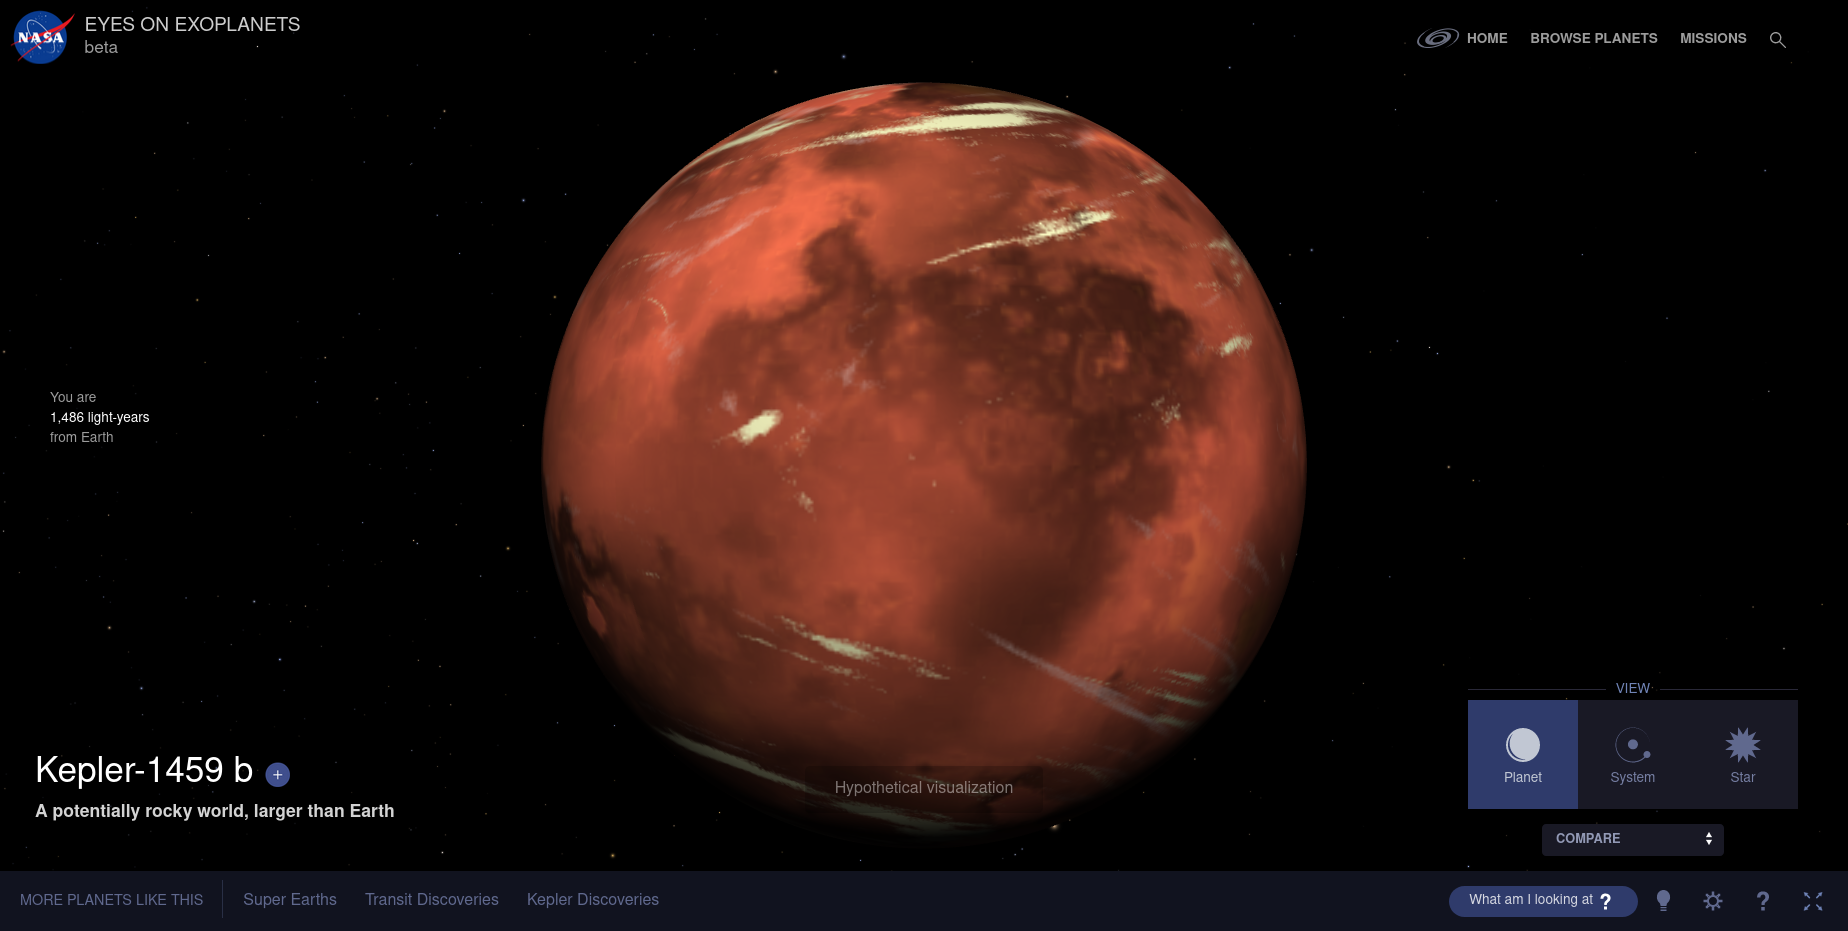 NASA
EYES ON EXOPLANETS
beta
HOME
BROWSE PLANETS
MISSIONS
You are
1,486 light-years
from Earth
Kepler-1459 b +
A potentially rocky world, larger than Earth
Hypothetical visualization
VIEW
Planet
System
Star
COMPARE
MORE PLANETS LIKE THIS
Super Earths
Transit Discoveries
Kepler Discoveries
What am I looking at ?
?